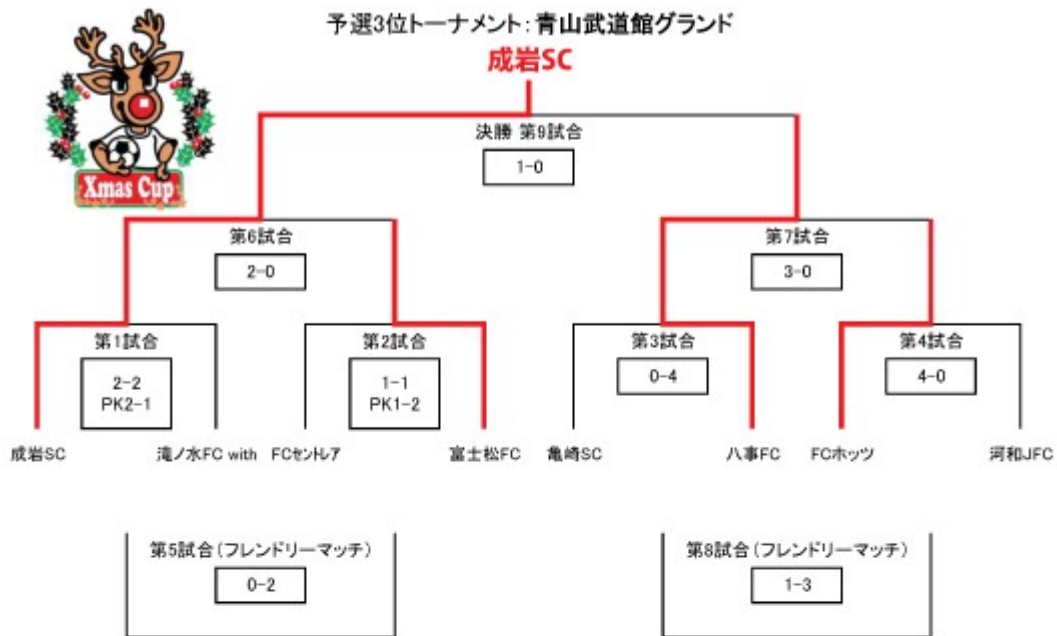 予選3位トーナメント:青山武道館グランド
成岩SC
Xmas Cup
決勝 第9試合
1-0
第6試合
2-0
第7試合
3-0
第1試合
2-2
PK2-1
第2試合
1-1
PK1-2
第3試合
0-4
第4試合
4-0
成岩SC
滝ノ水FC with
FCセントレア
富士松FC
亀崎SC
八事FC
FCホッツ
河和JFC
第5試合(フレンドリーマッチ)
0-2
第8試合(フレンドリーマッチ)
1-3